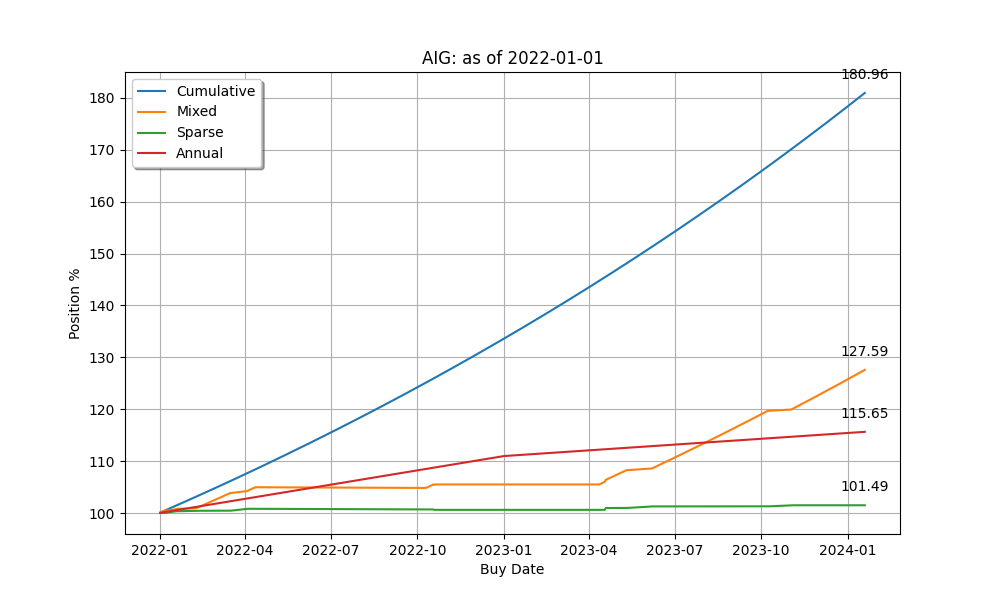 AIG: as of 2022-01-01
180.96
Cumulative
Mixed
Sparse
Annual
127.59
115.65
101.49
Position %
180
170
160
150
140
130
120
110
100
2022-01 2022-04 2022-07 2022-10 2023-01 2023-04 2023-07 2023-10 2024-01
Buy Date